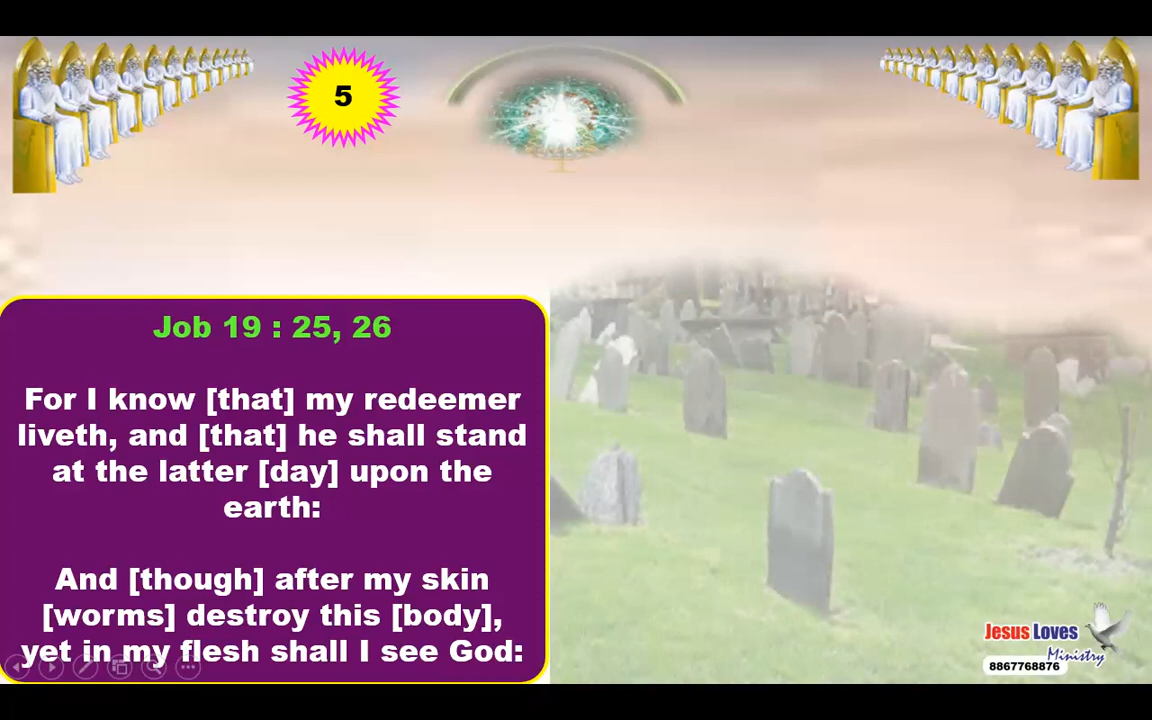 5
Job 19 : 25, 26
For I know [that] my redeemer
liveth, and [that] he shall stand
at the latter [day] upon the
earth:
And [though] after my skin
[worms] destroy this [body],
yet in my flesh shall I see God:
Jesus Loves
Ministry
8867768876